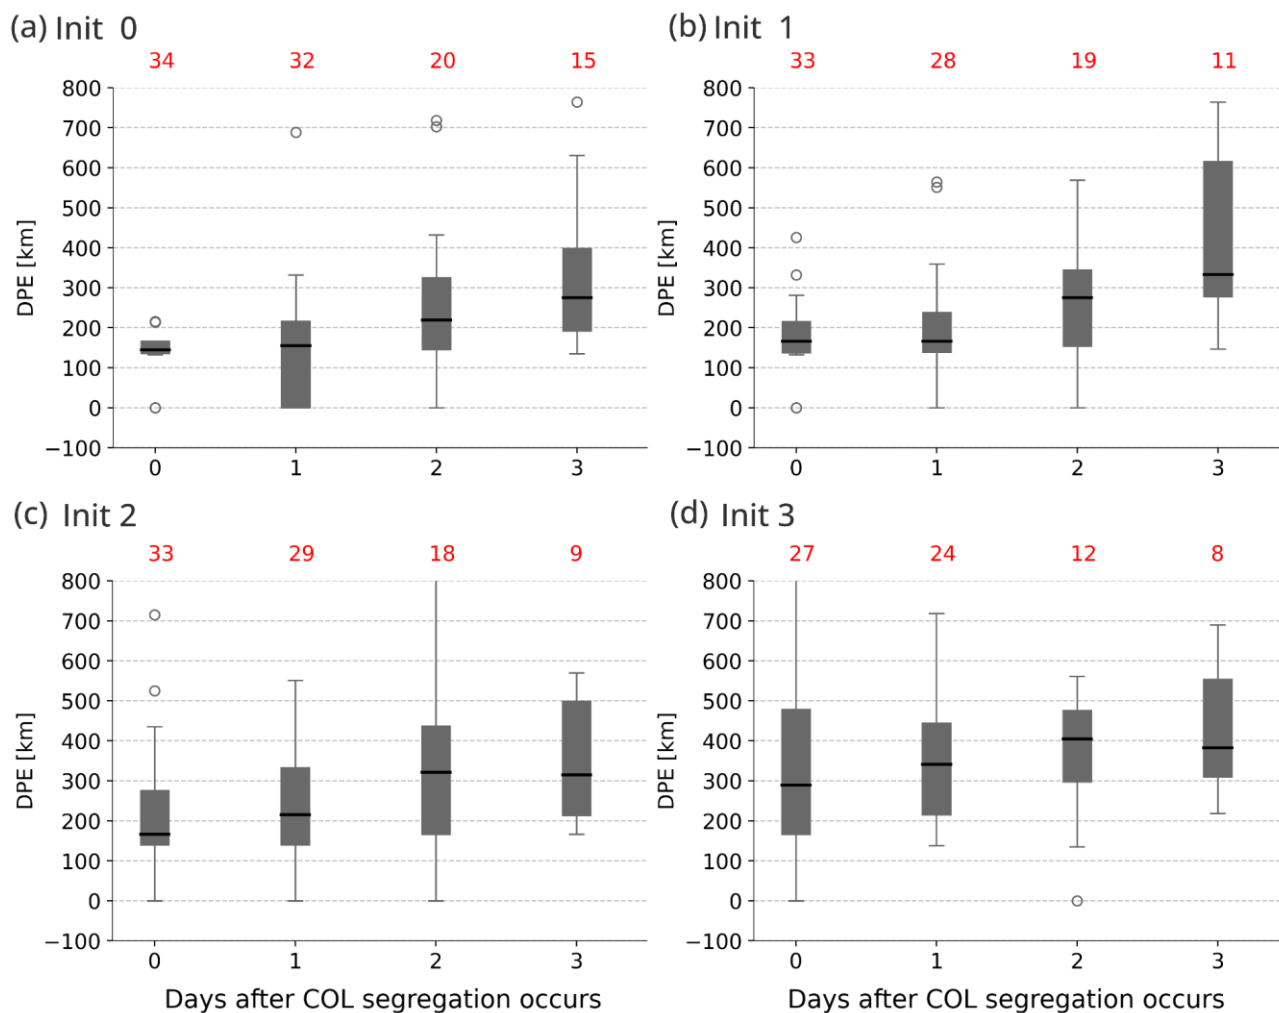 (a) Init 0
34 32 20 15
800
700
600
500
400
300
200
100
0
−100
DPE [km]
0 1 2 3
(b) Init 1
33 28 19 11
800
700
600
500
400
300
200
100
0
−100
DPE [km]
0 1 2 3
(c) Init 2
33 29 18 9
800
700
600
500
400
300
200
100
0
−100
DPE [km]
0 1 2 3
Days after COL segregation occurs
(d) Init 3
27 24 12 8
800
700
600
500
400
300
200
100
0
−100
DPE [km]
0 1 2 3
Days after COL segregation occurs